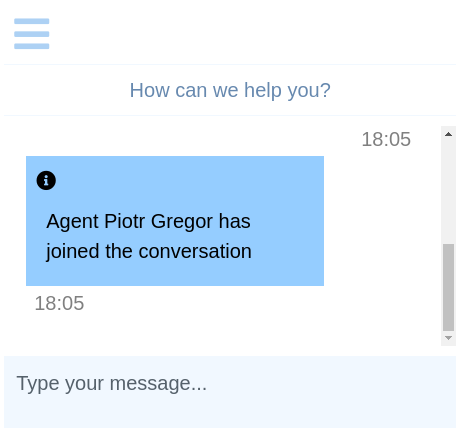 How can we help you?
18:05
Agent Piotr Gregor has
joined the conversation
18:05
Type your message...